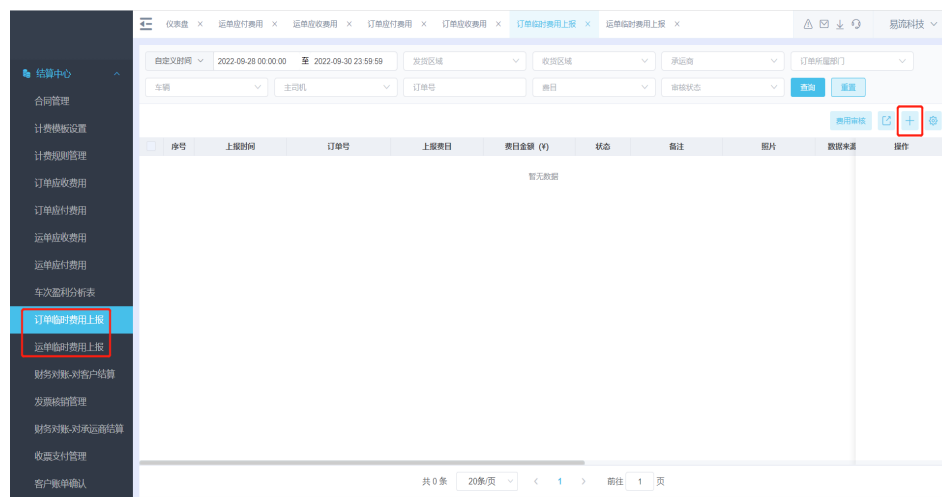 仪表盘 × 运单应付费用 × 运单应收费用 × 订单应付费用 × 订单应收费用 × 订单临时费用上报 × 运单临时费用上报 × 易流科技
自定义时间 2022-09-28 00:00:00 至 2022-09-30 23:59:59 发货区域 收货区域 承运商 订单所属部门
车辆 主司机 订单号 费目 审核状态 查询 重置
费用审核
序号 上报时间 订单号 上报费目 费目金额 (¥) 状态 备注 照片 数据来源 操作
暂无数据
结算中心
合同管理
计费模板设置
计费规则管理
订单应收费用
订单应付费用
运单应收费用
运单应付费用
车次盈利分析表
订单临时费用上报
运单临时费用上报
财务对账-对客户结算
发票核销管理
财务对账-对承运商结算
收票支付管理
客户账单确认
共 0 条 20条/页 < 1 > 前往 1 页